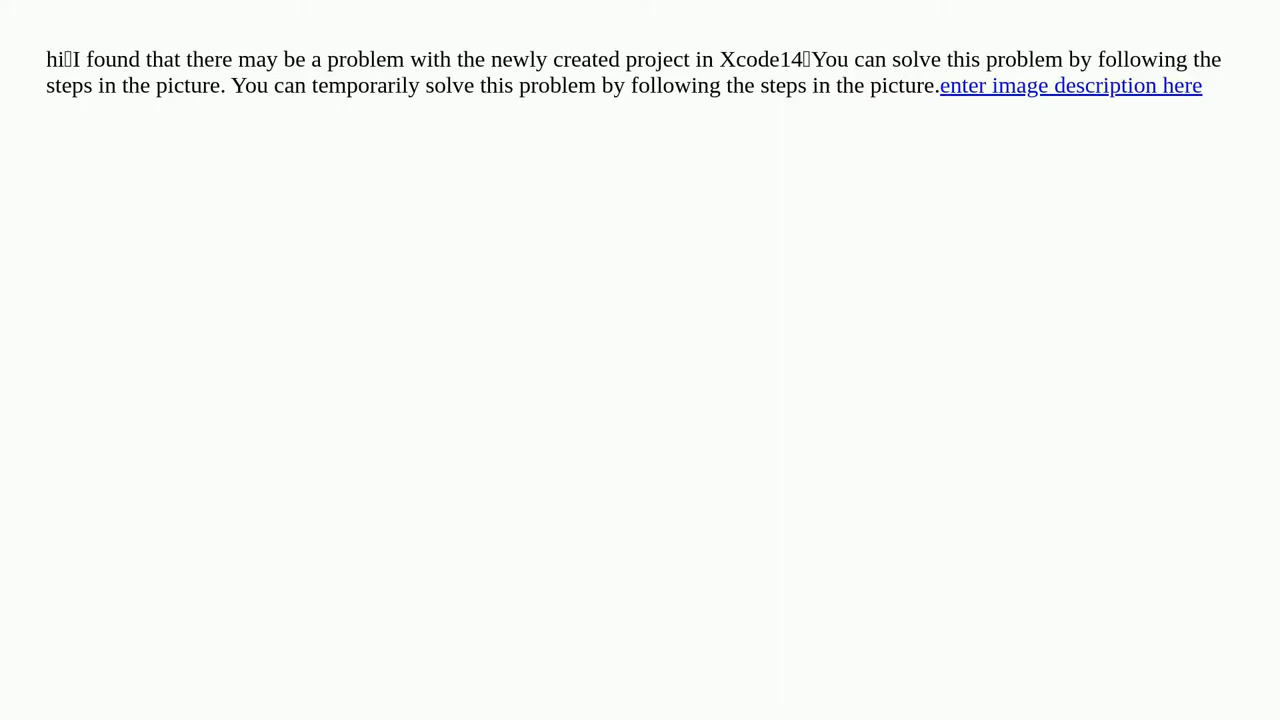 hi▯I found that there may be a problem with the newly created project in Xcode14▯You can solve this problem by following the
steps in the picture. You can temporarily solve this problem by following the steps in the picture.enter image description here